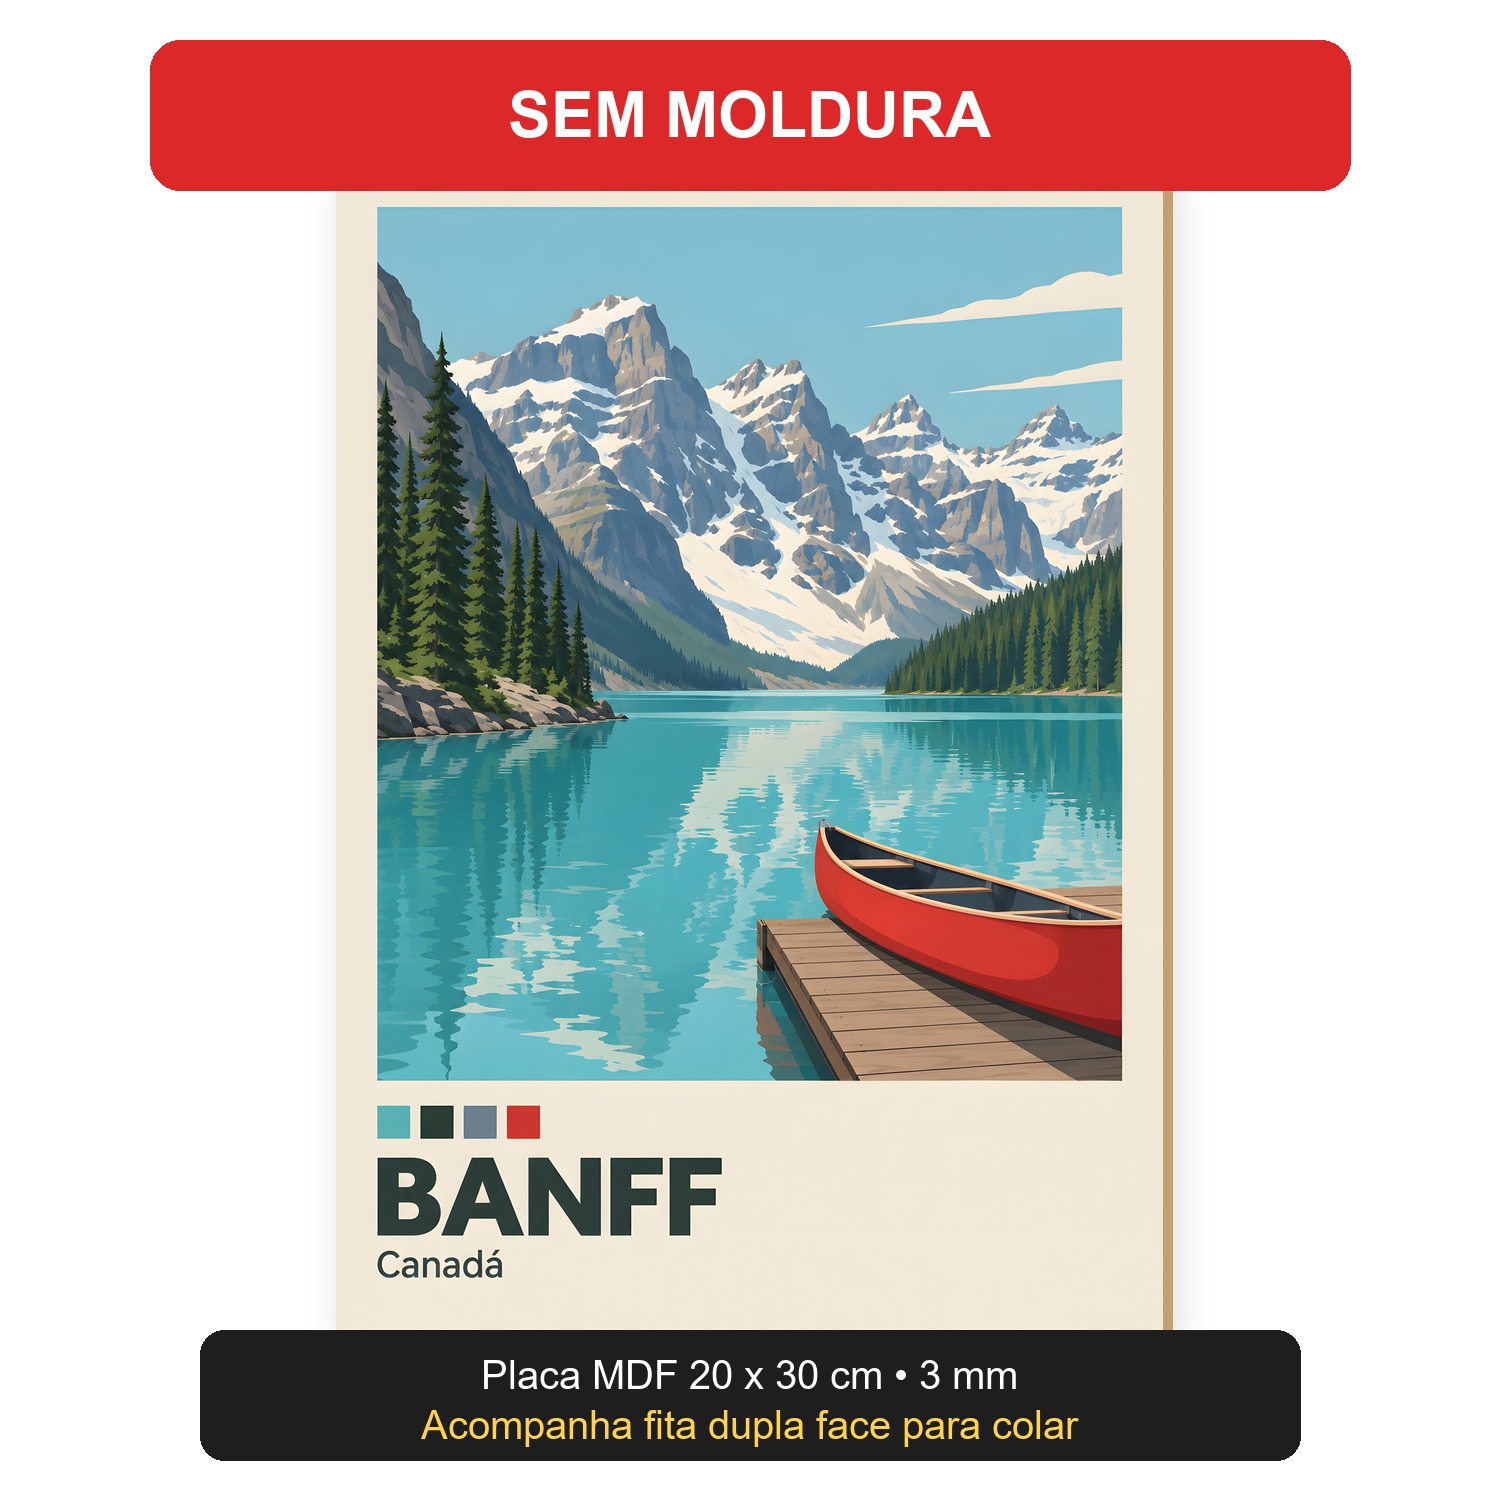 SEM MOLDURA
BANFF
Canadá
Placa MDF 20 x 30 cm • 3 mm
Acompanha fita dupla face para colar